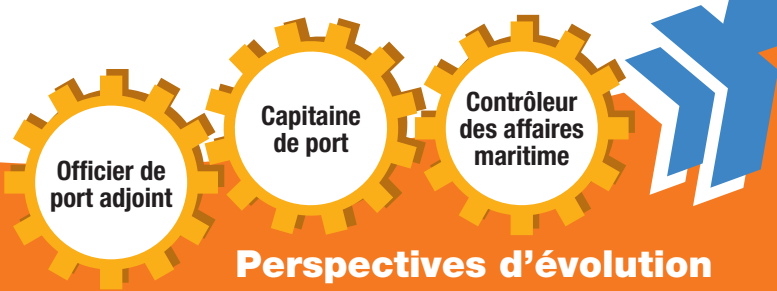 Officier de
port adjoint
Capitaine
de port
Contrôleur
des affaires
maritime
Perspectives d'évolution